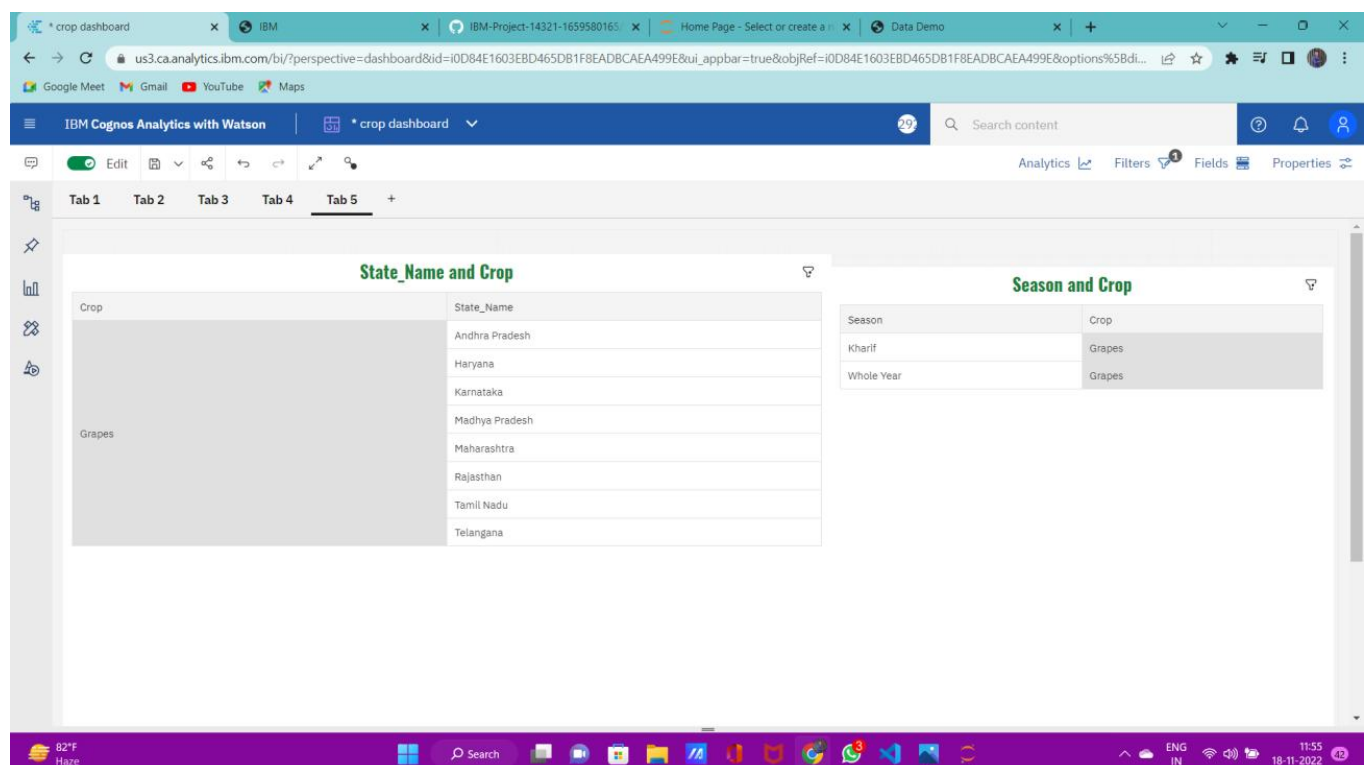 * crop dashboard
IBM
IBM-Project-14321-1659580165/
Home Page - Select or create a n
Data Demo
us3.ca.analytics.ibm.com/bi/?perspective=dashboard&id=i0D84E1603EBD465DB1F8EADBCAEA499E&ui_appbar=true&objRef=i0D84E1603EBD465DB1F8EADBCAEA499E&options%5Bdi...
Google Meet Gmail YouTube Maps
IBM Cognos Analytics with Watson * crop dashboard Search content
Edit Analytics Filters 1 Fields Properties
Tab 1 Tab 2 Tab 3 Tab 4 Tab 5 +
State_Name and Crop
Crop State_Name
Grapes
Andhra Pradesh
Haryana
Karnataka
Madhya Pradesh
Maharashtra
Rajasthan
Tamil Nadu
Telangana
Season and Crop
Season Crop
Kharif Grapes
Whole Year Grapes
82°F
Haze
Search
3
ENG
IN
11:55
18-11-2022
42